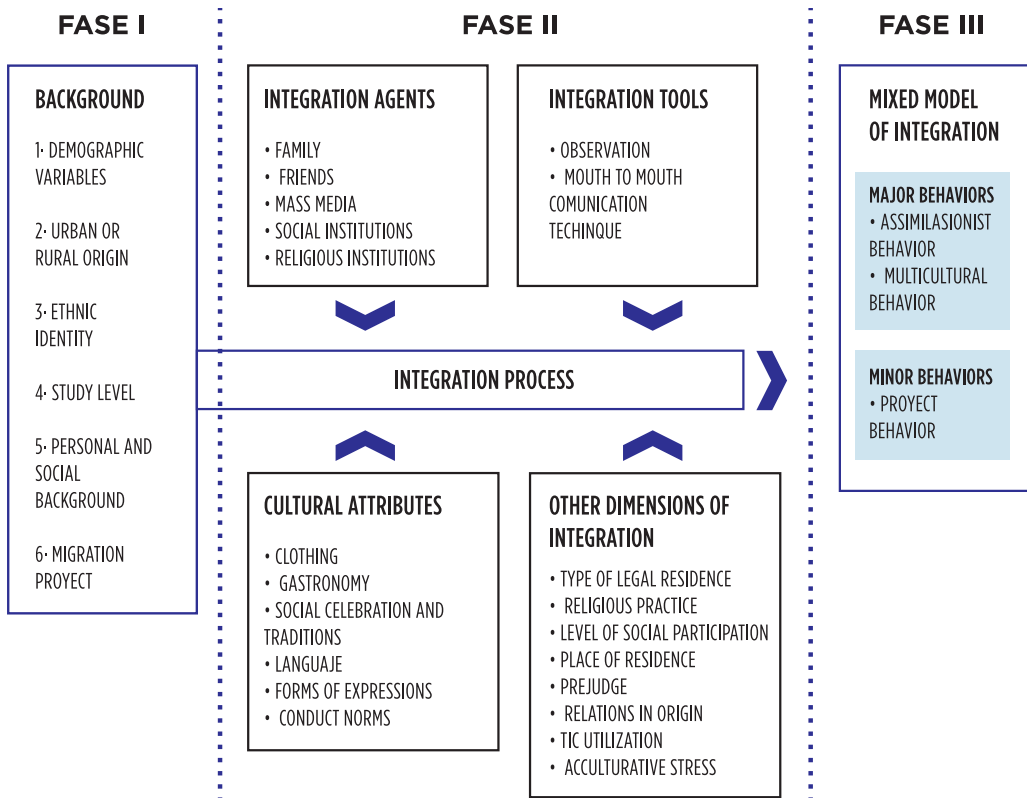 FASE I
FASE II
FASE III
BACKGROUND
1· DEMOGRAPHIC
VARIABLES
2· URBAN OR
RURAL ORIGIN
3· ETHNIC
IDENTITY
4· STUDY LEVEL
5· PERSONAL AND
SOCIAL
BACKGROUND
6· MIGRATION
PROYECT
INTEGRATION AGENTS
• FAMILY
• FRIENDS
• MASS MEDIA
• SOCIAL INSTITUTIONS
• RELIGIOUS INSTITUTIONS
INTEGRATION TOOLS
• OBSERVATION
• MOUTH TO MOUTH
COMUNICATION
TECHINQUE
INTEGRATION PROCESS
CULTURAL ATTRIBUTES
• CLOTHING
• GASTRONOMY
• SOCIAL CELEBRATION AND
TRADITIONS
• LANGUAJE
• FORMS OF EXPRESSIONS
• CONDUCT NORMS
OTHER DIMENSIONS OF
INTEGRATION
• TYPE OF LEGAL RESIDENCE
• RELIGIOUS PRACTICE
• LEVEL OF SOCIAL PARTICIPATION
• PLACE OF RESIDENCE
• PREJUDGE
• RELATIONS IN ORIGIN
• TIC UTILIZATION
• ACCULTURATIVE STRESS
MIXED MODEL
OF INTEGRATION
MAJOR BEHAVIORS
• ASSIMILASIONIST
BEHAVIOR
• MULTICULTURAL
BEHAVIOR
MINOR BEHAVIORS
• PROYECT
BEHAVIOR